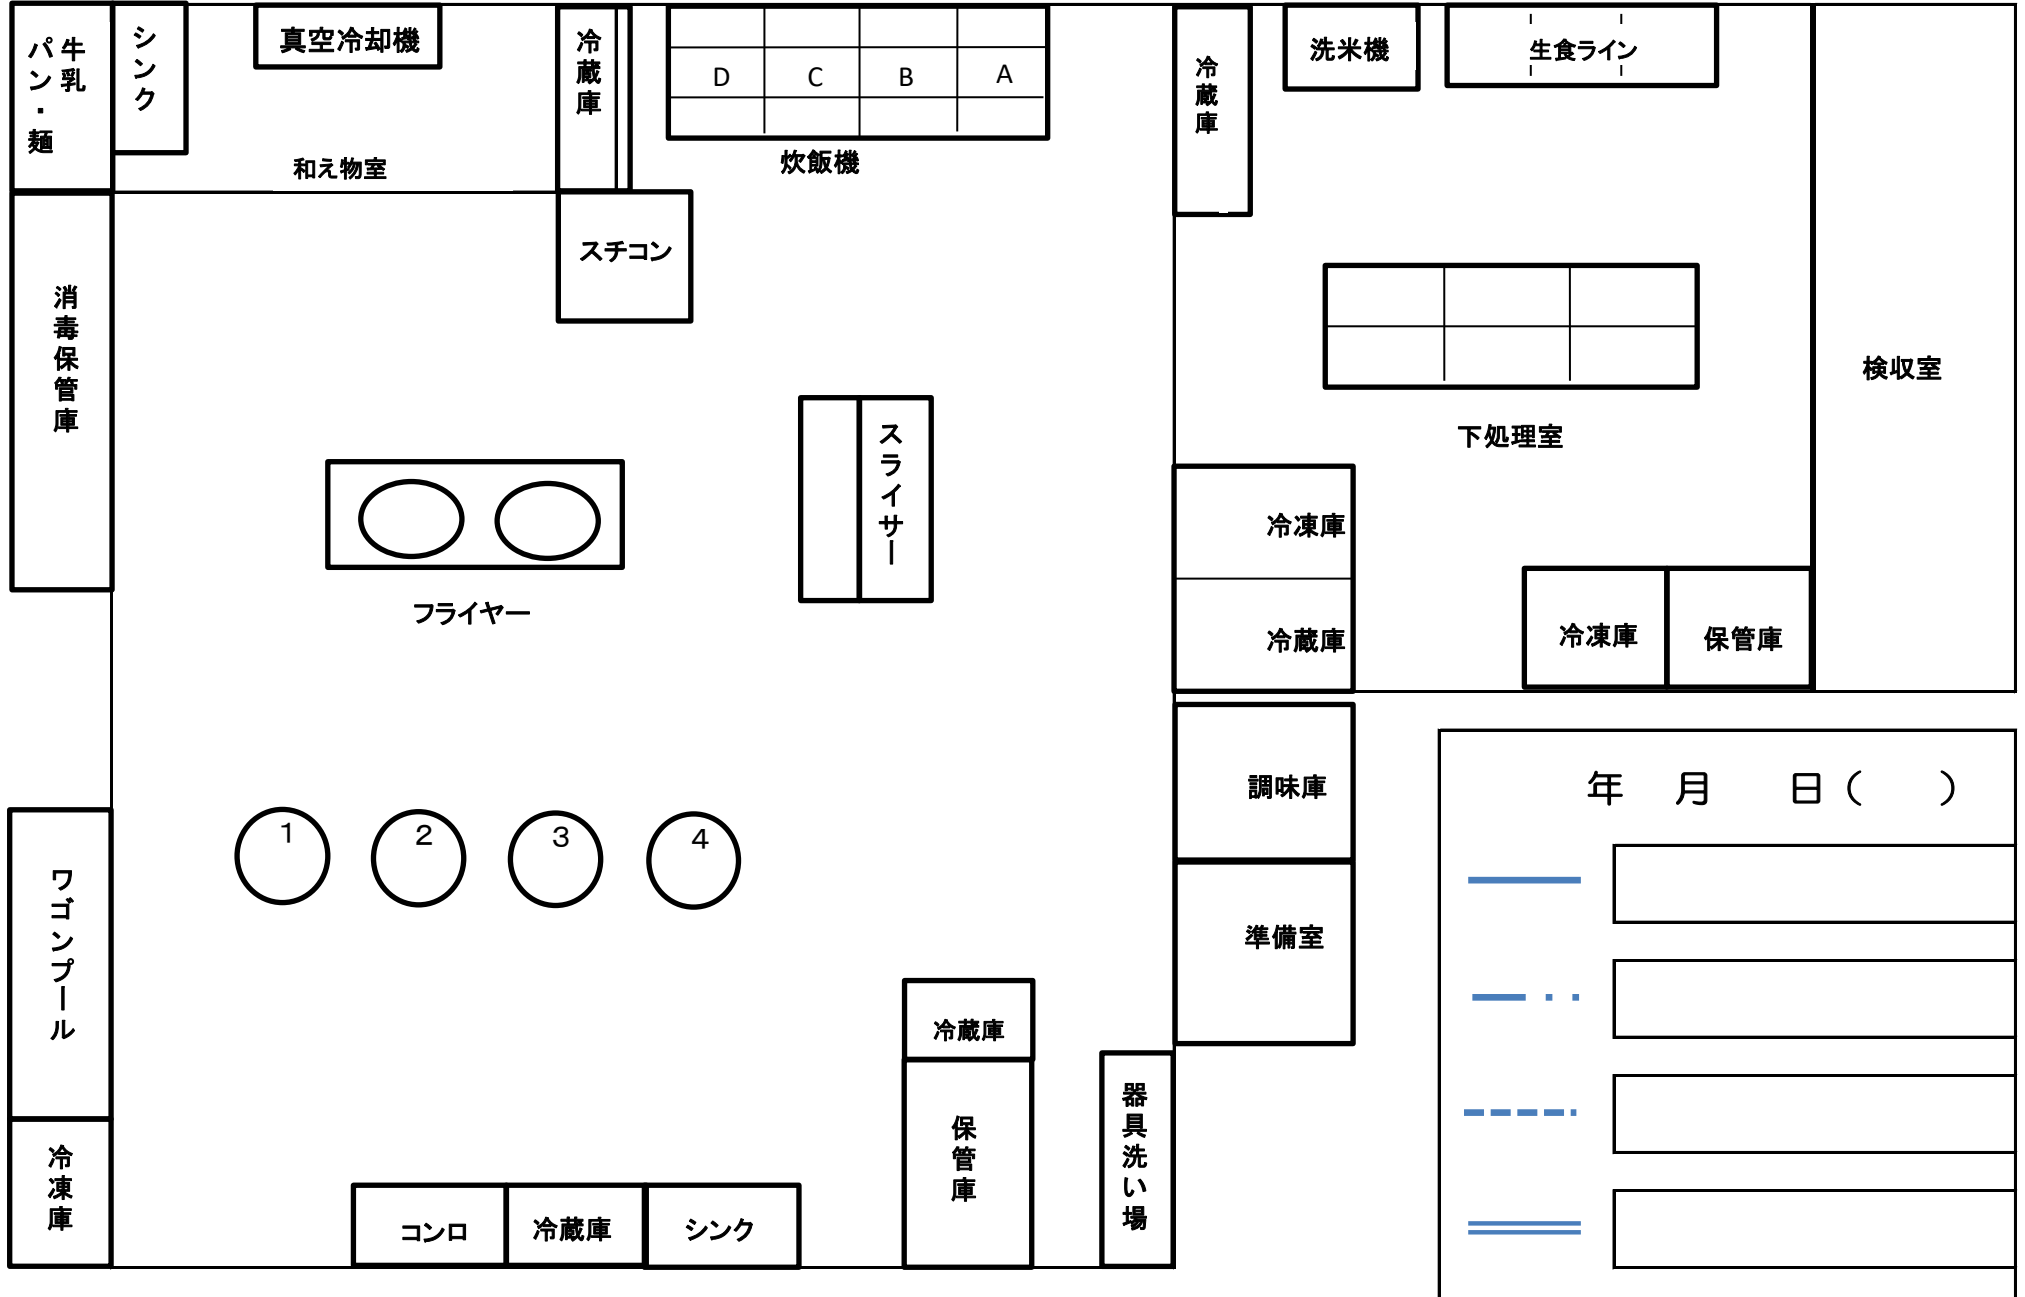 牛乳
パン・麺
シンク
真空冷却機
冷蔵庫
D C B A
炊飯機
冷蔵庫
洗米機
生食ライン
和え物室
スチコン
消毒保管庫
検収室
下処理室
スライサー
フライヤー
冷凍庫
冷蔵庫
冷凍庫
保管庫
調味庫
年 月 日( )
1 2 3 4
ワゴンプール
準備室
冷蔵庫
保管庫
器具洗い場
冷凍庫
コンロ
冷蔵庫
シンク